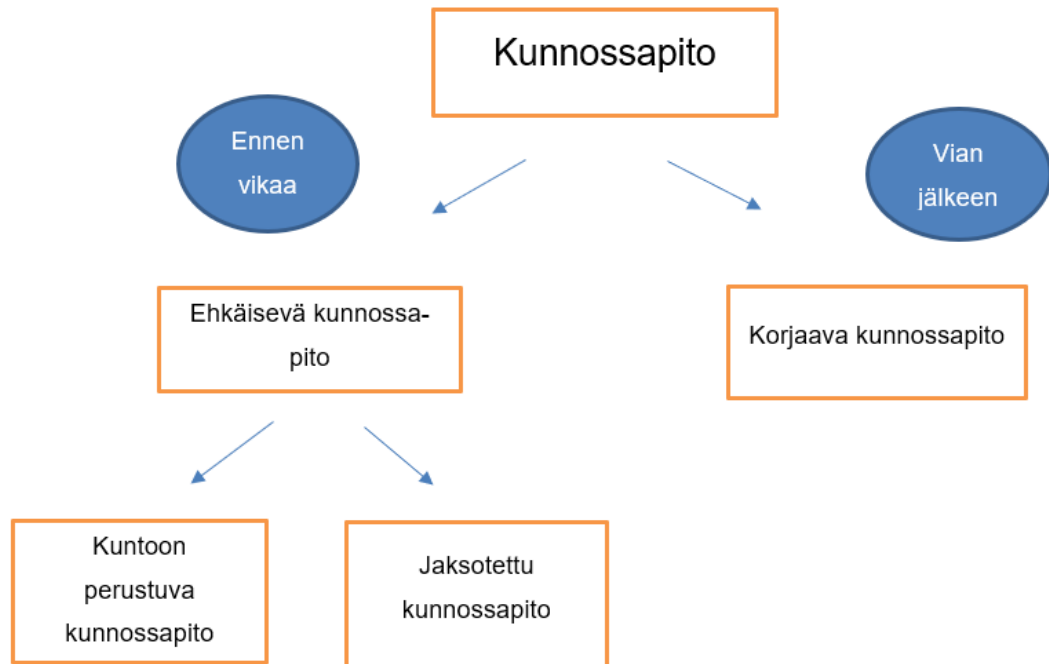 Kunnossapito
Ennen
vikaa
Vian
jälkeen
Ehkäisevä kunnossa-
pito
Korjaava kunnossapito
Kuntoon
perustuva
kunnossapito
Jaksotettu
kunnossapito